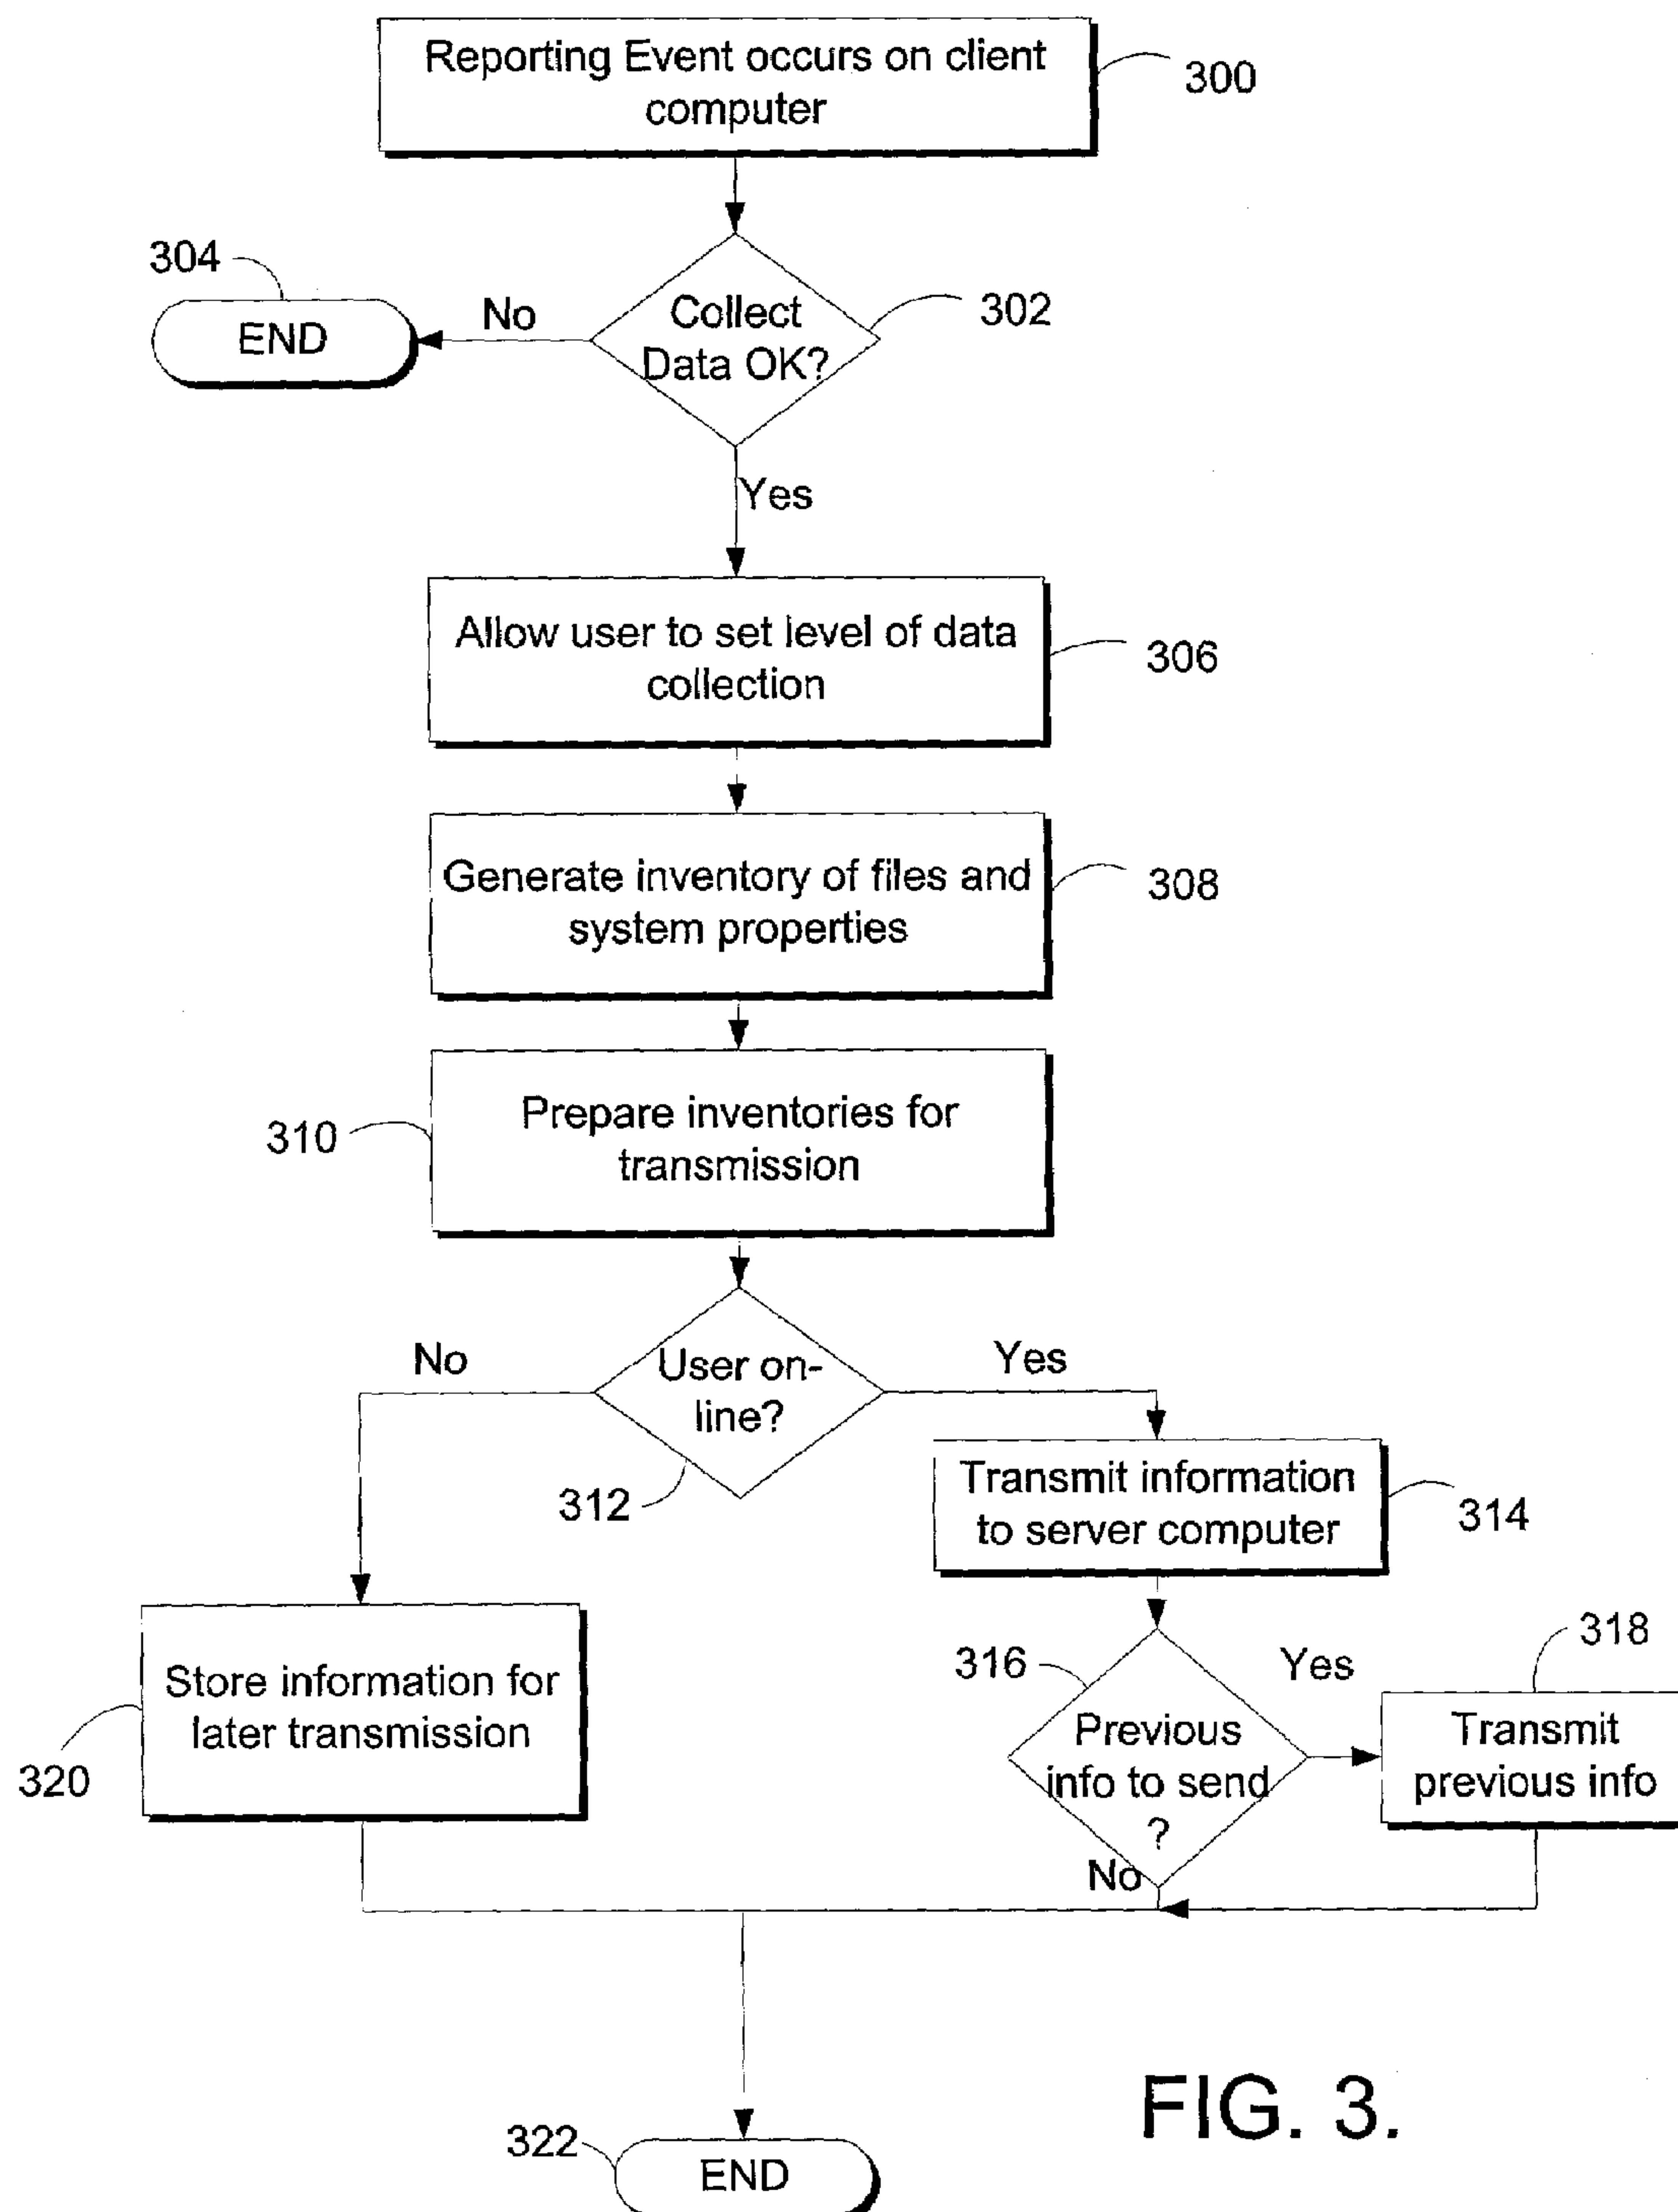 Reporting Event occurs on client
computer
300
304
END
No
Collect
Data OK?
302
Yes
Allow user to set level of data
collection
306
Generate inventory of files and
system properties
308
Prepare inventories for
transmission
310
No
User on-
line?
Yes
312
Transmit information
to server computer
314
Store information for
later transmission
320
316
Previous
info to send
?
Yes
No
318
Transmit
previous info
322
END
FIG. 3.